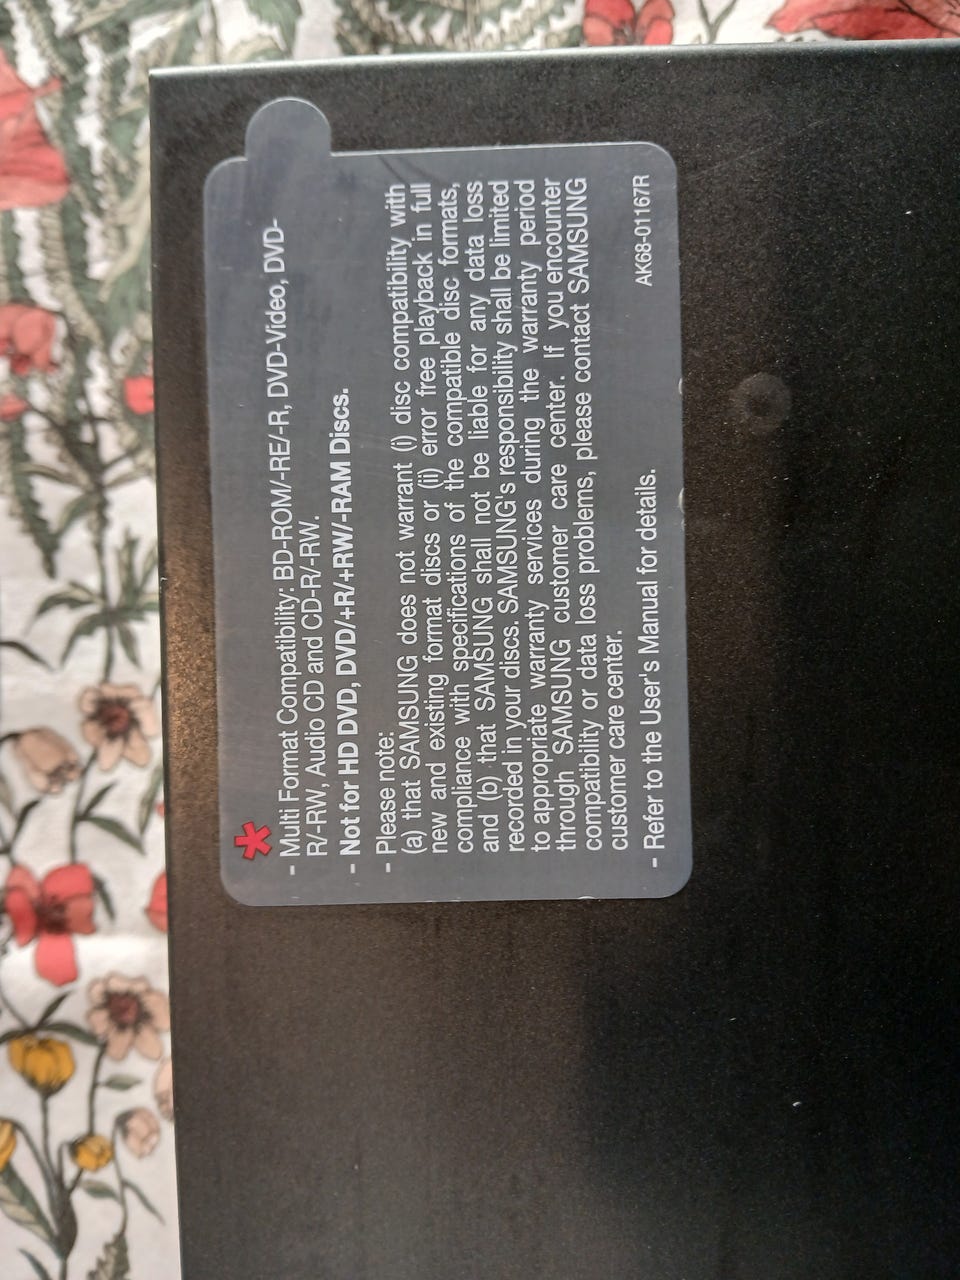 *
- Multi Format Compatibility: BD-ROM/-RE/-R, DVD-Video, DVD-
R/-RW, Audio CD and CD-R/-RW.
- Not for HD DVD, DVD/+R/+RW/-RAM Discs.
- Please note:
(a) that SAMSUNG does not warrant (i) disc compatibility with
new and existing format discs or (ii) error free playback in full
compliance with specifications of the compatible disc formats,
and (b) that SAMSUNG shall not be liable for any data loss
recorded in your discs. SAMSUNG's responsibility shall be limited
to appropriate warranty services during the warranty period
through SAMSUNG customer care center. If you encounter
compatibility or data loss problems, please contact SAMSUNG
customer care center.
- Refer to the User's Manual for details.
AK68-01167R